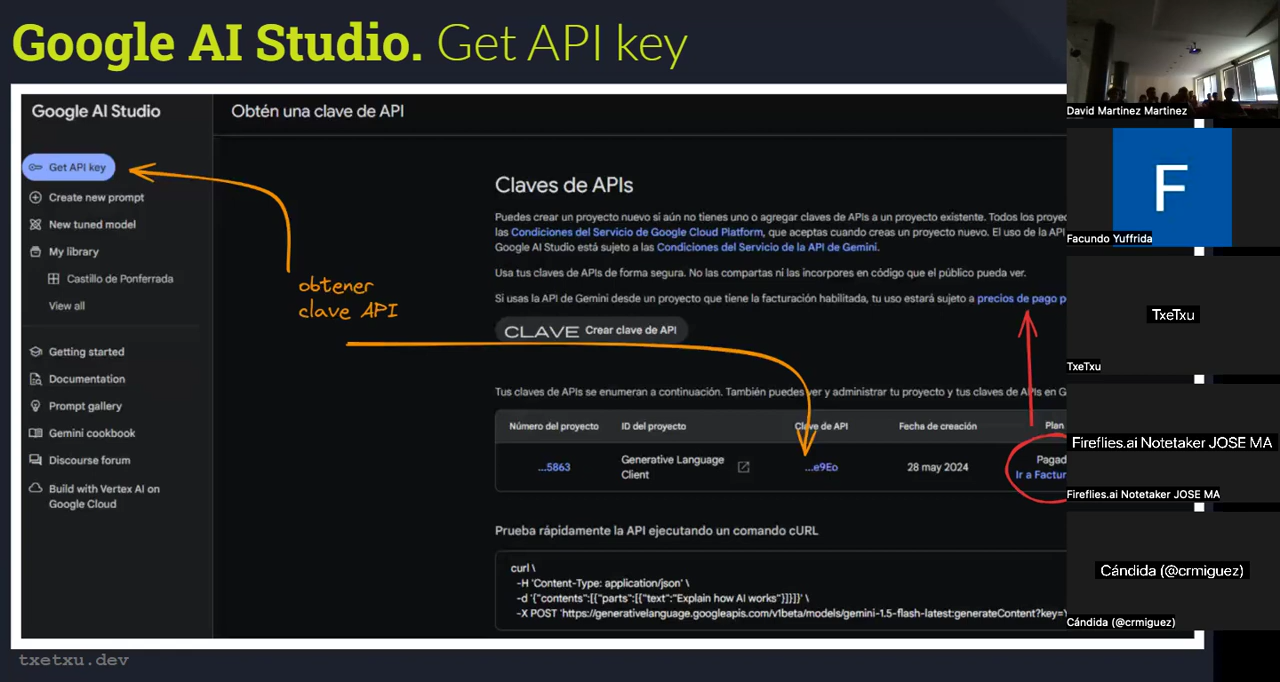 Google AI Studio. Get API key
Google AI Studio
Obtén una clave de API
Get API key
Create new prompt
New tuned model
My library
Castillo de Ponferrada
View all
Getting started
Documentation
Prompt gallery
Gemini cookbook
Discourse forum
Build with Vertex AI on
Google Cloud
obtener
clave API
Claves de APIs
Puedes crear un proyecto nuevo si aún no tienes uno o agregar claves de APIs a un proyecto existente. Todos los proyec
las Condiciones del Servicio de Google Cloud Platform, que aceptas cuando creas un proyecto nuevo. El uso de la API
Google AI Studio está sujeto a las Condiciones del Servicio de la API de Gemini.
Usa tus claves de APIs de forma segura. No las compartas ni las incorpores en código que el público pueda ver.
Si usas la API de Gemini desde un proyecto que tiene la facturación habilitada, tu uso estará sujeto a precios de pago p
CLAVE Crear clave de API
Tus claves de APIs se enumeran a continuación. También puedes ver y administrar tu proyecto y tus claves de APIs en G
Número del proyecto ID del proyecto Clave de API Fecha de creación Plan
...5863 Generative Language Client ...e9Eo 28 may 2024 Pagad
Ir a Factur
Prueba rápidamente la API ejecutando un comando cURL
curl \
-H 'Content-Type: application/json' \
-d '{"contents":[{"parts":[{"text":"Explain how AI works"}]}]}' \
-X POST 'https://generativelanguage.googleapis.com/v1beta/models/gemini-1.5-flash-latest:generateContent?key=Y
txetxu.dev
David Martinez Martinez
F
Facundo Yuffrida
TxeTxu
TxeTxu
Fireflies.ai Notetaker JOSE MA
Fireflies.ai Notetaker JOSE MA
Cándida (@crmiguez)
Cándida (@crmiguez)